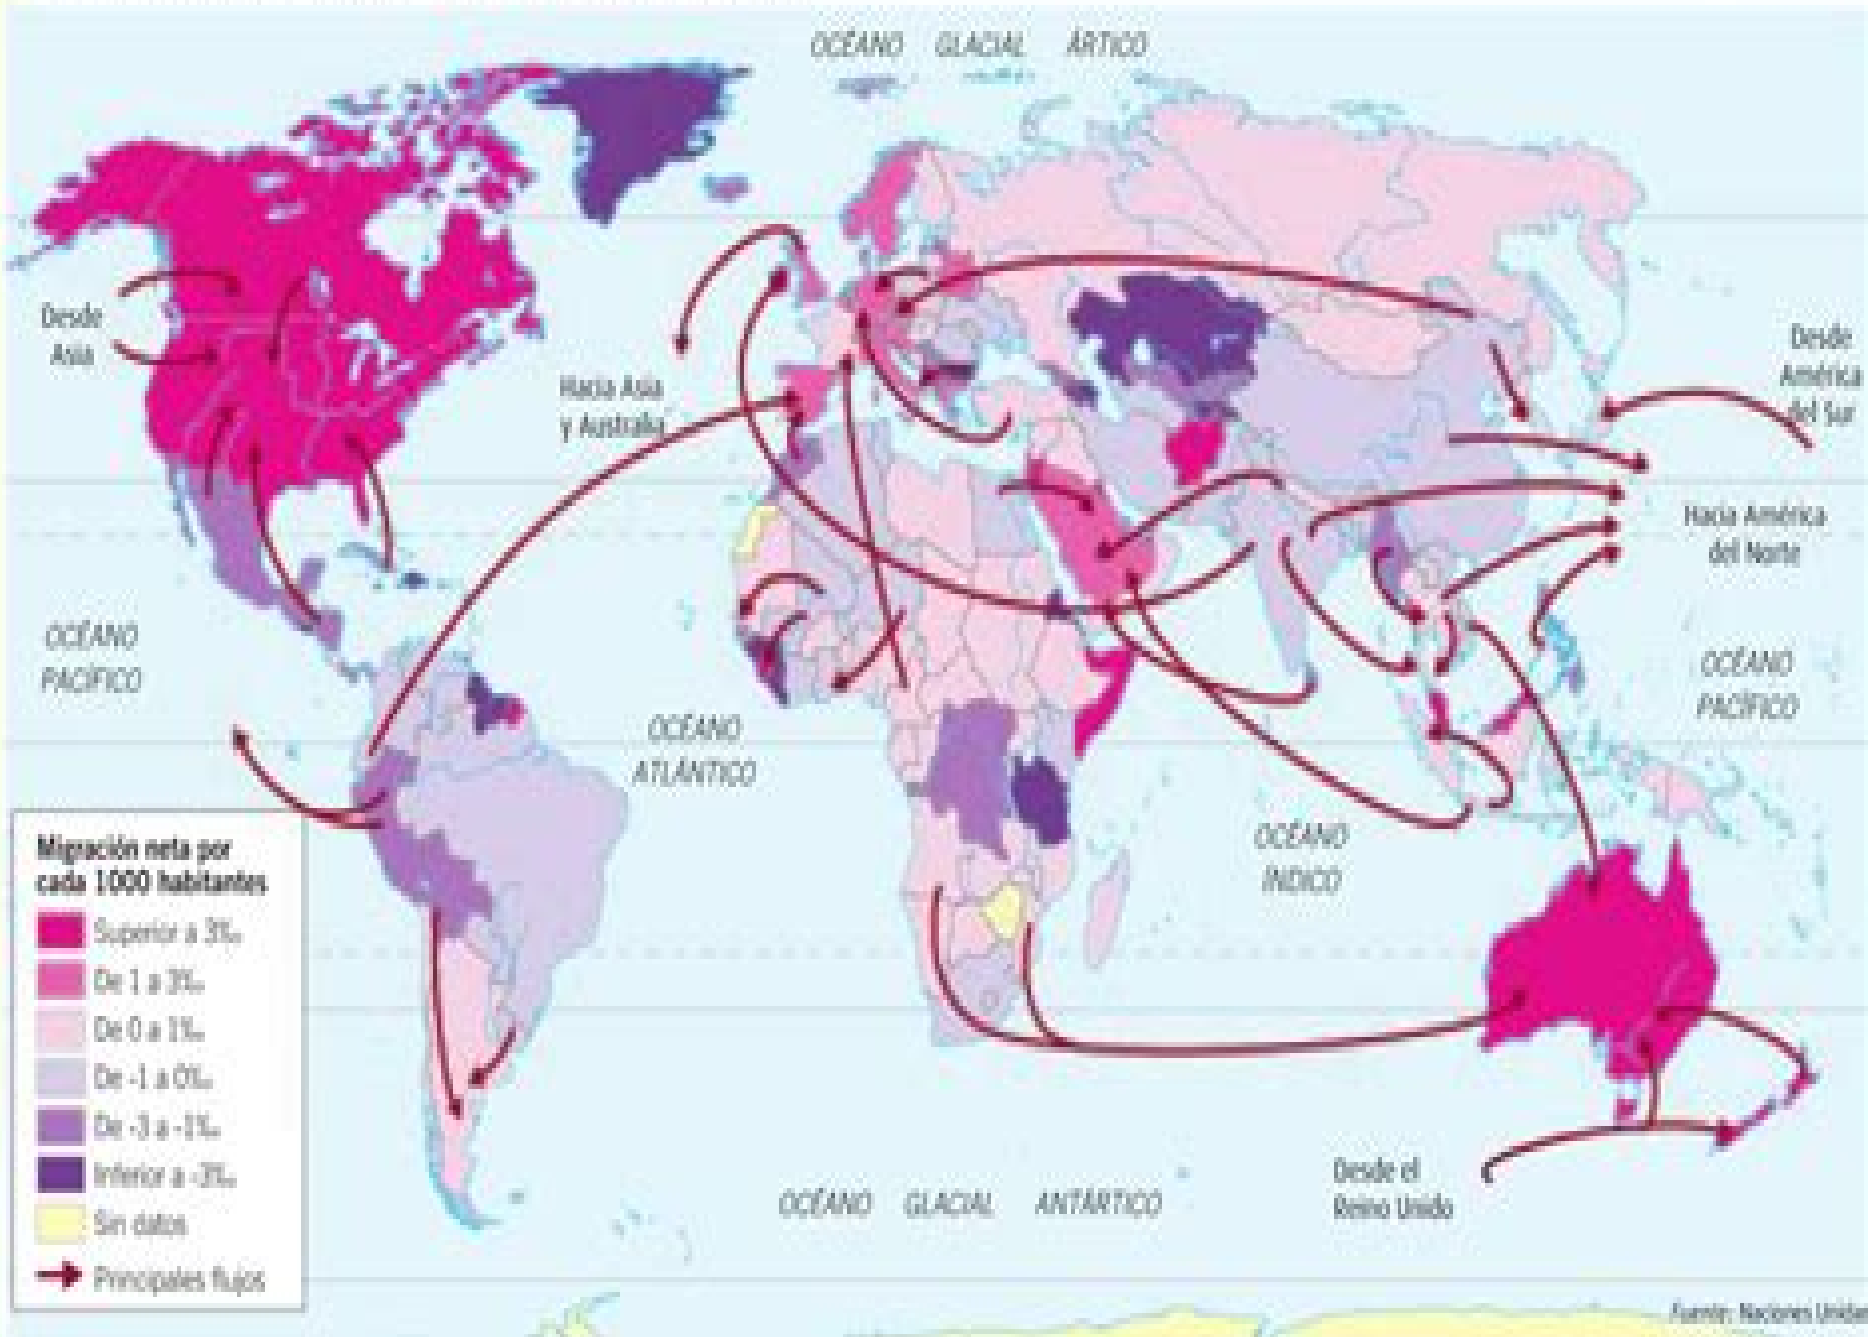 OCÉANO GLACIAL ÁRTICO
Desde
Asia
Hacia Asia
y Australia
Desde
América
del Sur
Hacia América
del Norte
OCÉANO
PACÍFICO
OCÉANO
ATLÁNTICO
OCÉANO
PACÍFICO
OCÉANO
ÍNDICO
Migración neta por
cada 1000 habitantes
Superior a 3‰
De 1 a 3‰
De 0 a 1‰
De -1 a 0‰
De -3 a -1‰
Inferior a -3‰
Sin datos
Principales flujos
Desde el
Reino Unido
OCÉANO GLACIAL ANTÁRTICO
Fuente: Naciones Unidas